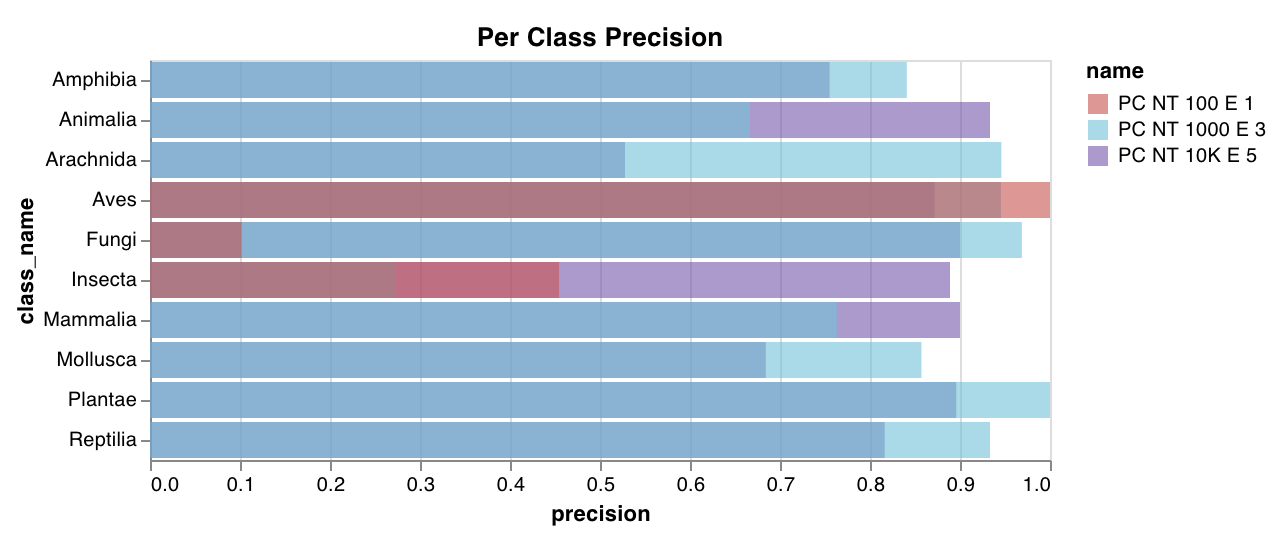 Per Class Precision
name
PC NT 100 E 1
PC NT 1000 E 3
PC NT 10K E 5
class_name
Amphibia
Animalia
Arachnida
Aves
Fungi
Insecta
Mammalia
Mollusca
Plantae
Reptilia
0.0 0.1 0.2 0.3 0.4 0.5 0.6 0.7 0.8 0.9 1.0
precision